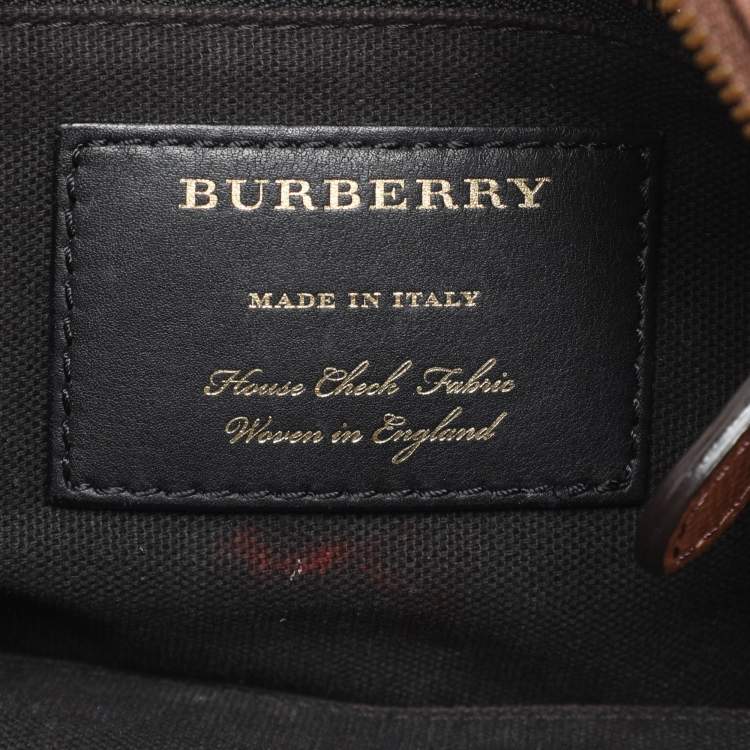 BURBERRY
MADE IN ITALY
House Check Fabric
Woven in England